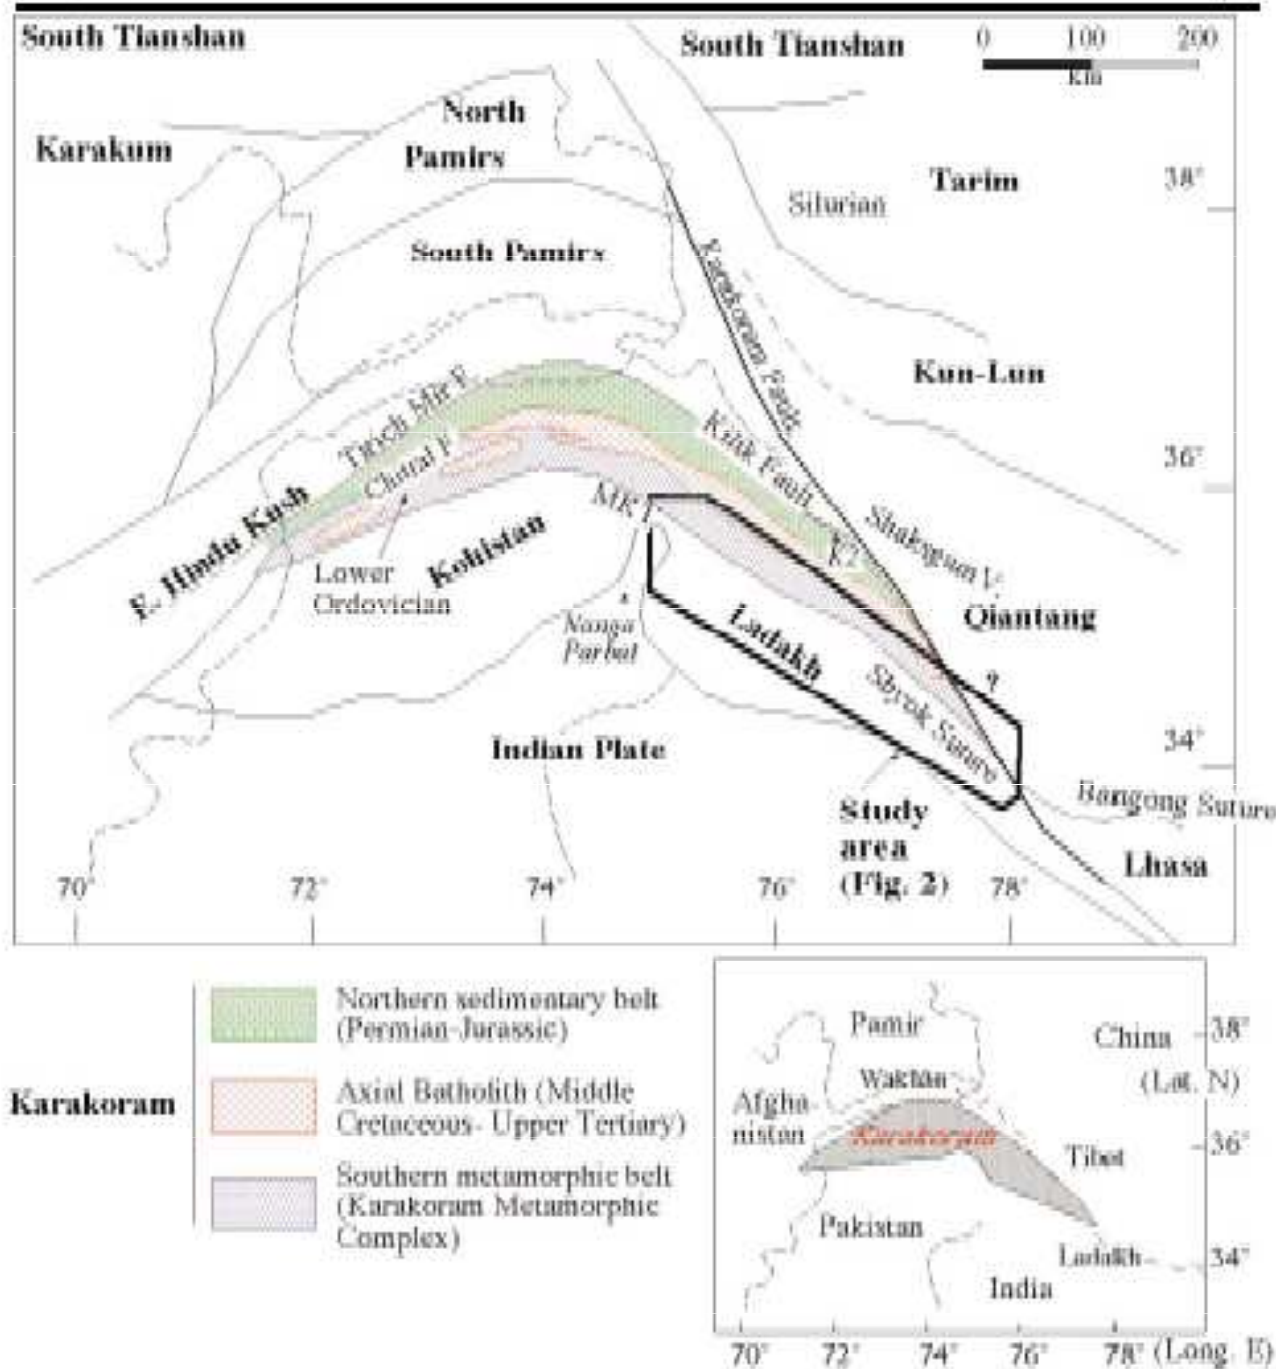 South Tianshan
South Tianshan
0 100 200
km
North
Pamirs
Karakum
Tarim
38°
Silurian
South Pamirs
Karakoram Fault
Kun-Lun
Tirich Mir F.
Chitral F.
Kilik Fault
36°
E. Hindu Kush
MKT
Kohistan
Lower
Ordovician
K2
Shaksgam V.
Qiantang
Nanga
Parbat
Ladakh
?
Shyok Suture
34°
Indian Plate
Bangong Suture
Study
area
(Fig. 2)
Lhasa
70° 72° 74° 76° 78°
Karakoram
Northern sedimentary belt
(Permian-Jurassic)
Axial Batholith (Middle
Cretaceous- Upper Tertiary)
Southern metamorphic belt
(Karakoram Metamorphic
Complex)
Pamir
China
38°
(Lat. N)
Wakhan
Afgha-
nistan
Karakoram
36°
Tibet
Pakistan
Ladakh
34°
India
70° 72° 74° 76° 78° (Long. E)